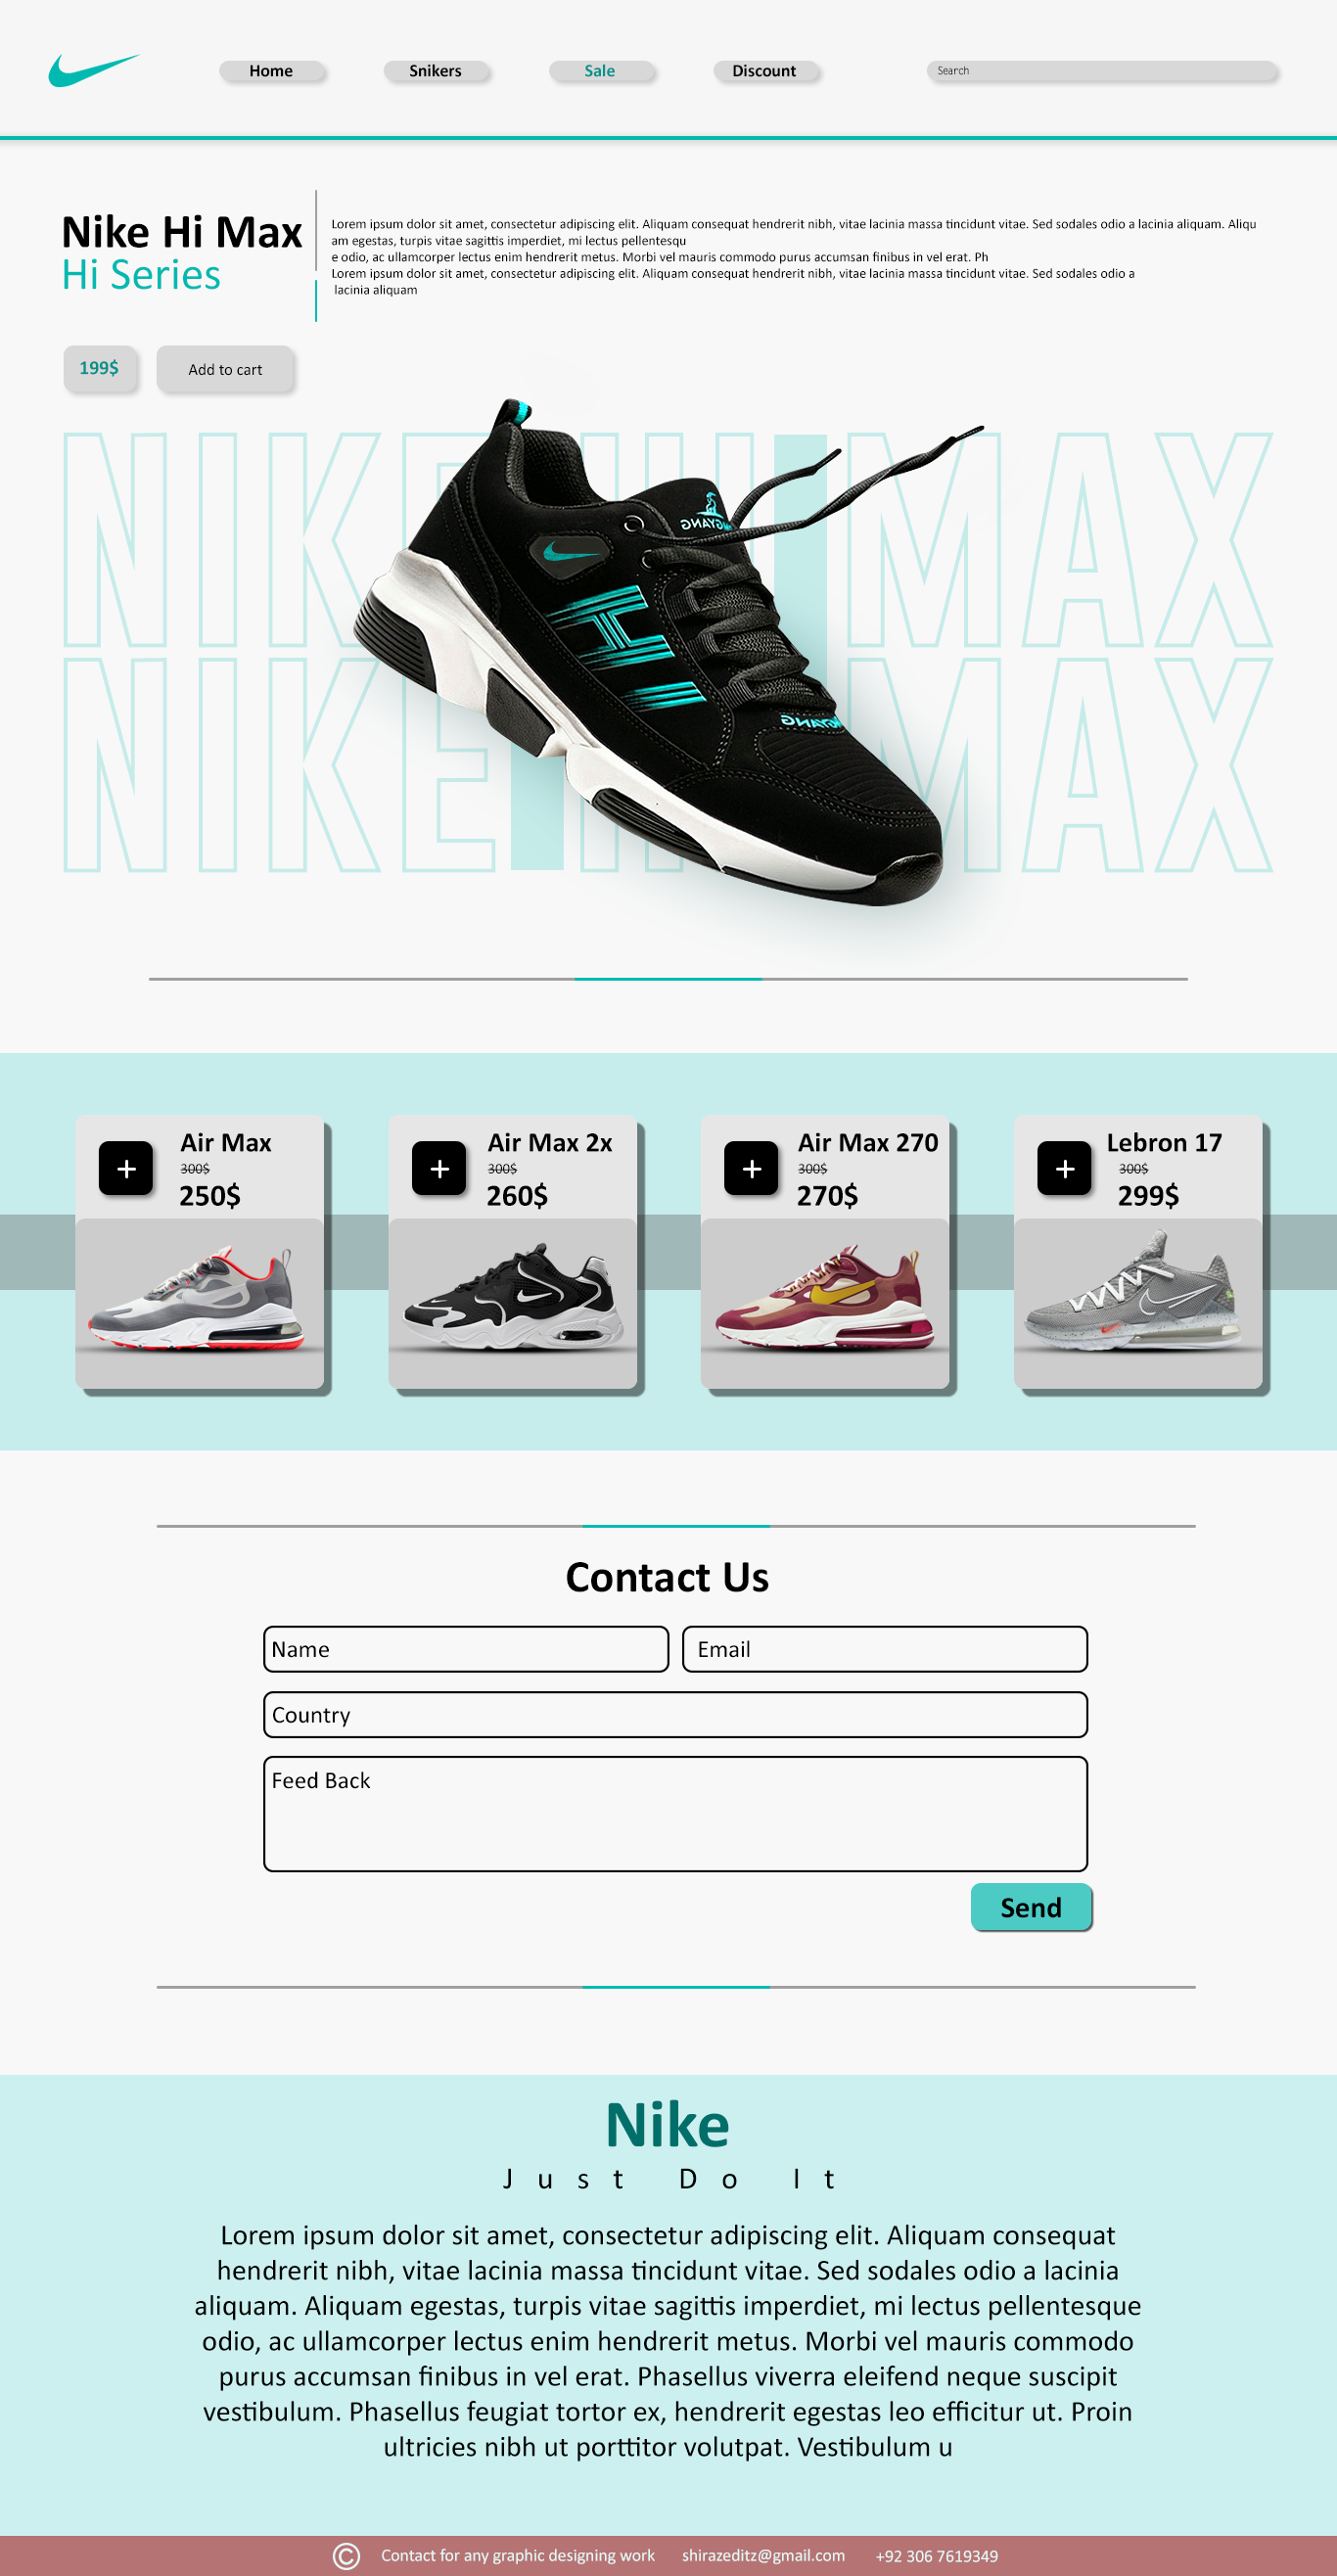 Home
Snikers
Sale
Discount
Search
Nike Hi Max
Hi Series
Lorem ipsum dolor sit amet, consectetur adipiscing elit. Aliquam consequat hendrerit nibh, vitae lacinia massa tincidunt vitae. Sed sodales odio a lacinia aliquam. Aliqu
am egestas, turpis vitae sagittis imperdiet, mi lectus pellentesqu
e odio, ac ullamcorper lectus enim hendrerit metus. Morbi vel mauris commodo purus accumsan finibus in vel erat. Ph
Lorem ipsum dolor sit amet, consectetur adipiscing elit. Aliquam consequat hendrerit nibh, vitae lacinia massa tincidunt vitae. Sed sodales odio a
lacinia aliquam
199$
Add to cart
NIKE HI MAX
NIKE HI MAX
Air Max
300$
250$
Air Max 2x
300$
260$
Air Max 270
300$
270$
Lebron 17
300$
299$
Contact Us
Name
Email
Country
Feed Back
Send
Nike
Just Do It
Lorem ipsum dolor sit amet, consectetur adipiscing elit. Aliquam consequat
hendrerit nibh, vitae lacinia massa tincidunt vitae. Sed sodales odio a lacinia
aliquam. Aliquam egestas, turpis vitae sagittis imperdiet, mi lectus pellentesque
odio, ac ullamcorper lectus enim hendrerit metus. Morbi vel mauris commodo
purus accumsan finibus in vel erat. Phasellus viverra eleifend neque suscipit
vestibulum. Phasellus feugiat tortor ex, hendrerit egestas leo efficitur ut. Proin
ultricies nibh ut porttitor volutpat. Vestibulum u
© Contact for any graphic designing work shirazeditz@gmail.com +92 306 7619349